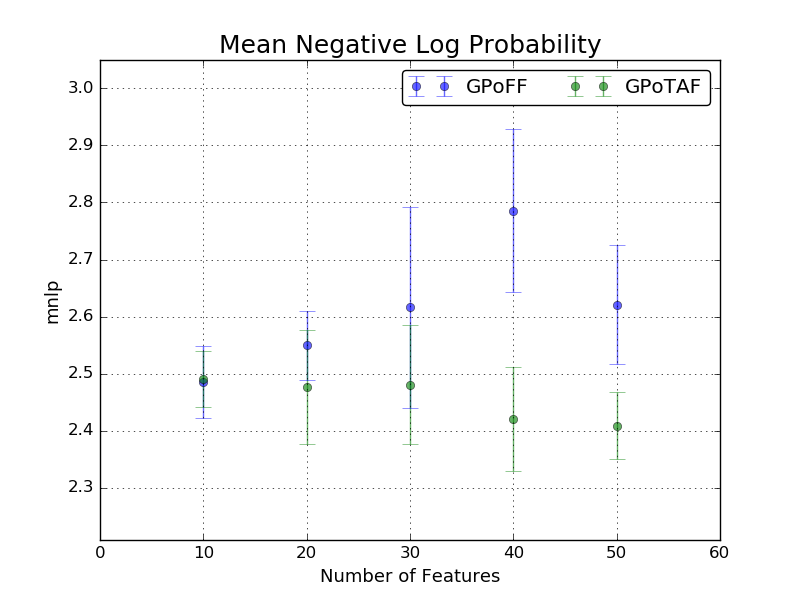 Mean Negative Log Probability
GPoFF GPoTAF
3.0
2.9
2.8
2.7
2.6
2.5
2.4
2.3
mnlp
0 10 20 30 40 50 60
Number of Features